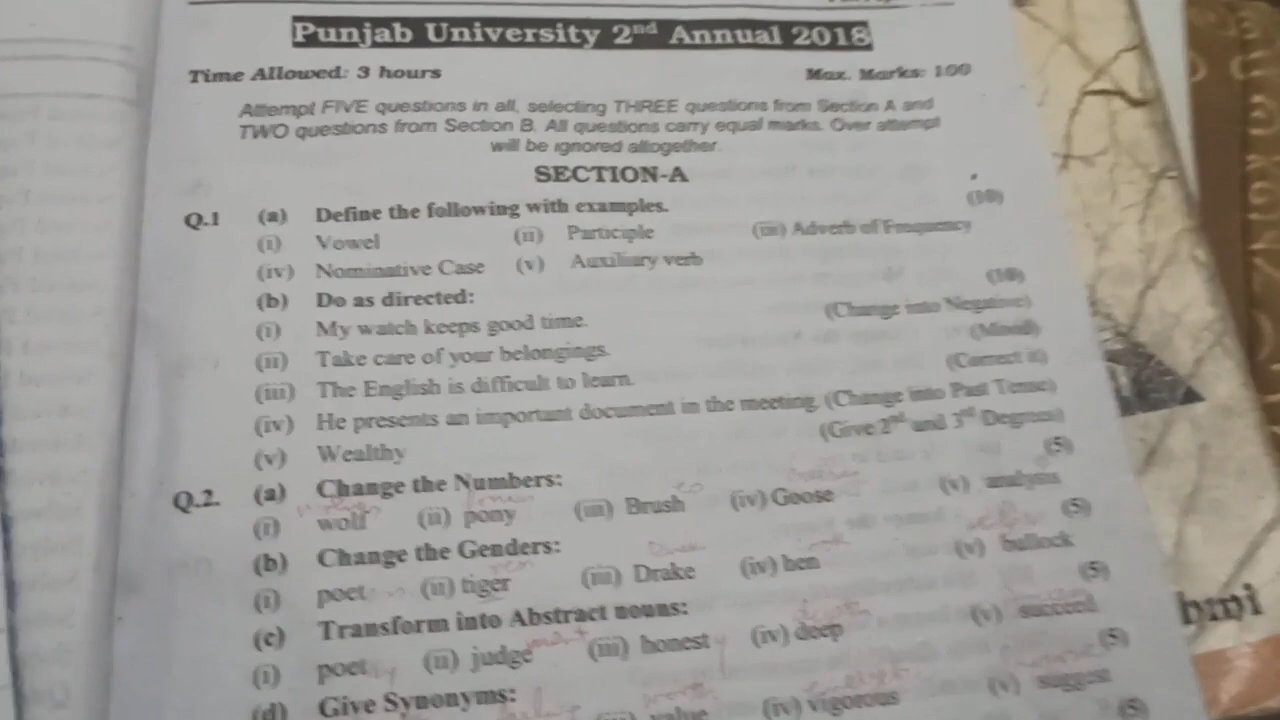 Punjab University 2nd Annual 2018
Time Allowed: 3 hours Max. Marks: 100
Attempt FIVE questions in all, selecting THREE questions from Section A and
TWO questions from Section B. All questions carry equal marks. Over attempt
will be ignored altogether.
SECTION-A
Q.1 (a) Define the following with examples. (10)
(i) Vowel (ii) Participle (iii) Adverb of Frequency
(iv) Nominative Case (v) Auxiliary verb
(b) Do as directed: (10)
(i) My watch keeps good time. (Change into Negative)
(ii) Take care of your belongings. (Mood)
(iii) The English is difficult to learn. (Correct it)
(iv) He presents an important document in the meeting. (Change into Past Tense)
(v) Wealthy (Give 2nd and 3rd Degrees)
Q.2. (a) Change the Numbers: (5)
(i) wolf (ii) pony (iii) Brush (iv) Goose (v) analysis
(b) Change the Genders: (5)
(i) poet (ii) tiger (iii) Drake (iv) hen (v) bullock
(c) Transform into Abstract nouns: (5)
(i) poet (ii) judge (iii) honest (iv) deep (v) succeed
(d) Give Synonyms: (5)
(iii) value (iv) vigorous (v) suggest
(5)